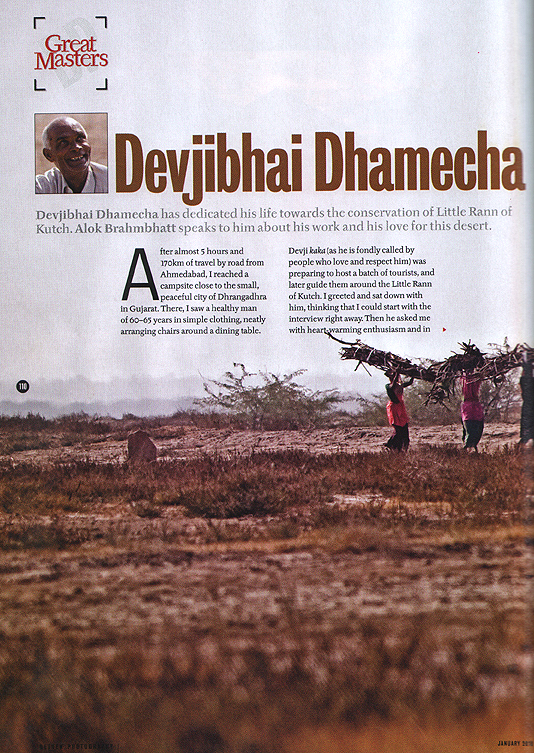 Great
Masters
Devjibhai Dhamecha
Devjibhai Dhamecha has dedicated his life towards the conservation of Little Rann of
Kutch. Alok Brahmbhatt speaks to him about his work and his love for this desert.
After almost 5 hours and
170km of travel by road from
Ahmedabad, I reached a
campsite close to the small,
peaceful city of Dhrangadhra
in Gujarat. There, I saw a healthy man
of 60–65 years in simple clothing, neatly
arranging chairs around a dining table.
Devji kaka (as he is fondly called by
people who love and respect him) was
preparing to host a batch of tourists, and
later guide them around the Little Rann
of Kutch. I greeted and sat down with
him, thinking that I could start with the
interview right away. Then he asked me
with heart-warming enthusiasm and in
110
JANUARY